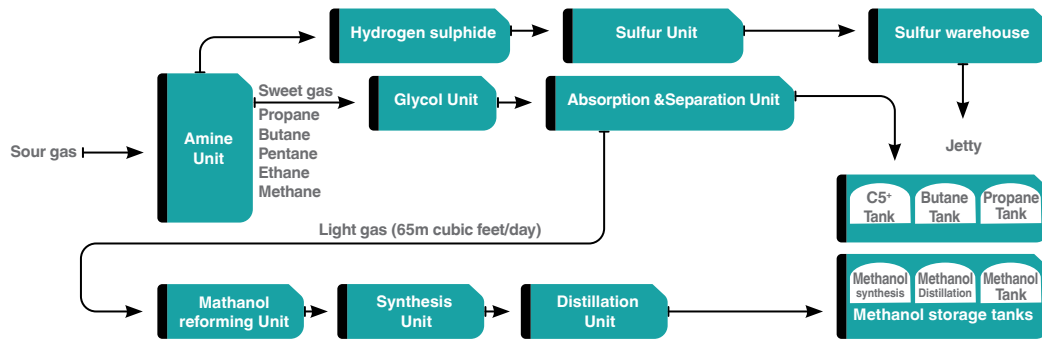 Hydrogen sulphide
Sulfur Unit
Sulfur warehouse
Sour gas
Amine
Unit
Sweet gas
Propane
Butane
Pentane
Ethane
Methane
Glycol Unit
Absorption &Separation Unit
Jetty
C5+
Tank
Butane
Tank
Propane
Tank
Light gas (65m cubic feet/day)
Mathanol
reforming Unit
Synthesis
Unit
Distillation
Unit
Methanol
synthesis
Methanol
Distillation
Methanol
Tank
Methanol storage tanks